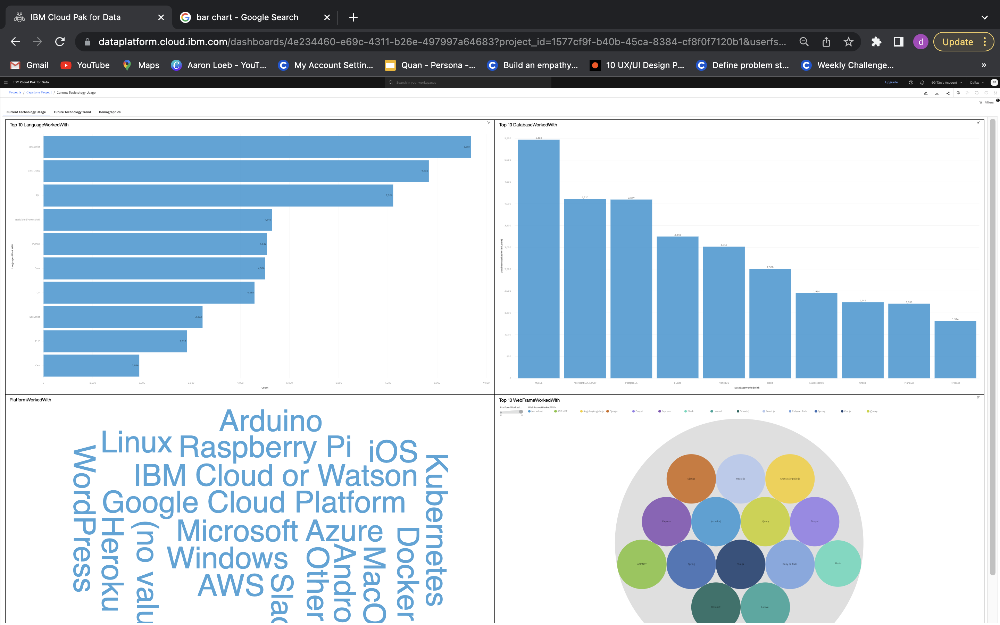 IBM Cloud Pak for Data
bar chart - Google Search
dataplatform.cloud.ibm.com/dashboards/4e234460-e69c-4311-b26e-497997a64683?project_id=1577cf9f-b40b-45ca-8384-cf8f0f7120b1&userfs...
d
Update
Gmail
YouTube
Maps
Aaron Loeb - YouT...
My Account Settin...
Quan - Persona -...
Build an empathy...
10 UX/UI Design P...
Define problem st...
Weekly Challenge...
»
IBM Cloud Pak for Data
Search in your workspaces
Upgrade
Đỗ Tân's Account
Dallas
ĐT
Projects / Capstone Project / Current Technology Usage
Filters
1
Current Technology Usage
Future Technology Trend
Demographics
Top 10 LanguageWorkedWith
Languages Work With
JavaScript 8,687
HTML/CSS 7,830
SQL 7,106
Bash/Shell/PowerShell 4,642
Python 4,542
Java 4,506
C# 4,288
TypeScript 3,232
PHP 2,913
C++ 1,946
0 1,000 2,000 3,000 4,000 5,000 6,000 7,000 8,000 9,000
Count
Top 10 DatabaseWorkedWith
DatabaseWorkedWith (Count)
5,500
5,000
4,500
4,000
3,500
3,000
2,500
2,000
1,500
1,000
500
0
5,469
4,110
4,097
3,248
3,016
2,508
1,954
1,744
1,709
1,314
MySQL Microsoft SQL Server PostgreSQL SQLite MongoDB Redis Elasticsearch Oracle MariaDB Firebase
DatabaseWorkedWith
PlatformWorkedWith
Arduino
Linux
Raspberry Pi
iOS
WordPress
Kubernetes
IBM Cloud or Watson
Google Cloud Platform
Heroku
(no valu
Microsoft Azure
Docker
Windows
Other
Andro
MacO
AWS
Slac
Top 10 WebFrameWorkedWith
PlatformWorked...
16 17
WebFrameWorkedWith
(no value) ASP.NET Angular/Angular.js Django Drupal Express Flask Laravel Other(s): React.js Ruby on Rails Spring Vue.js jQuery
Django
React.js
Angular/Angular.js
Express
(no value)
jQuery
Drupal
ASP.NET
Spring
Vue.js
Ruby on Rails
Flask
Other(s):
Laravel